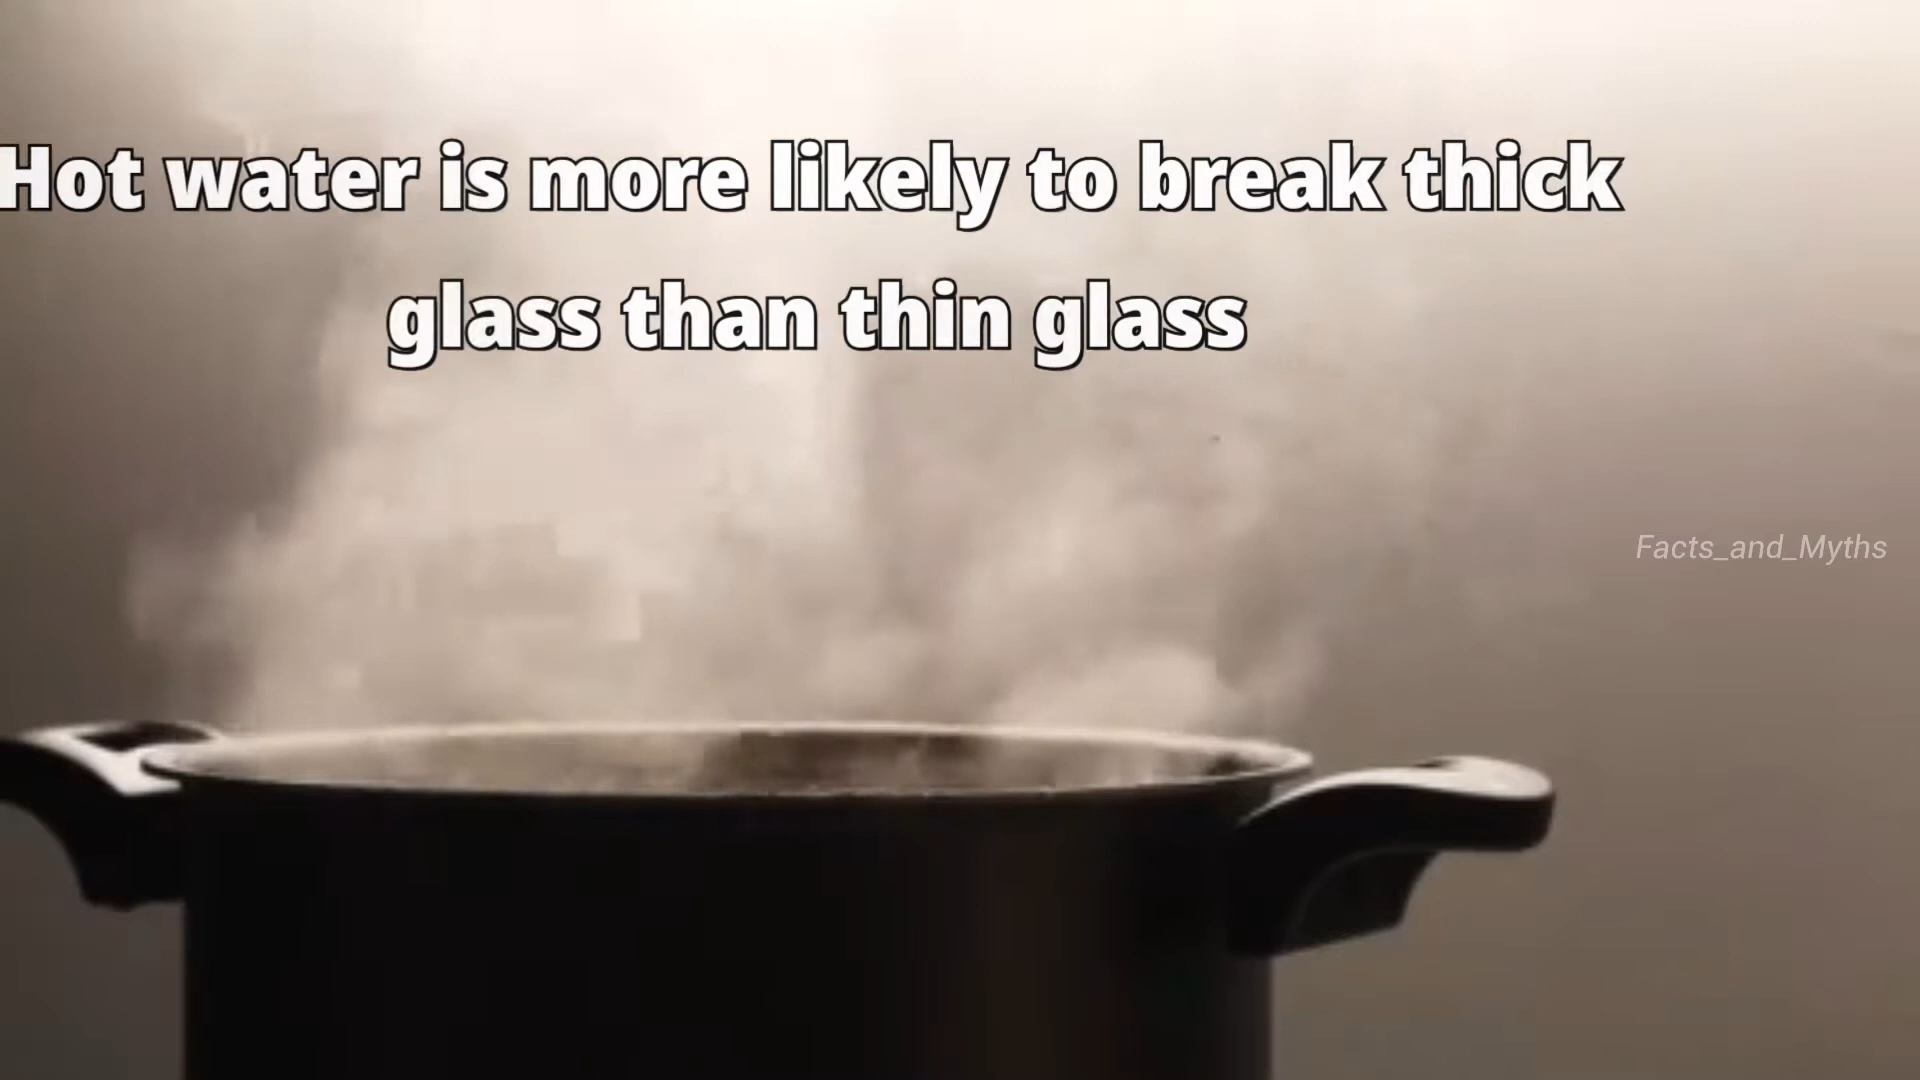 Hot water is more likely to break thick
glass than thin glass
Facts_and_Myths